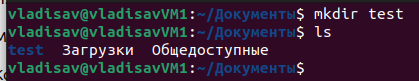 vladisav@vladisavVM1:~/Документы$ mkdir test
vladisav@vladisavVM1:~/Документы$ ls
test Загрузки Общедоступные
vladisav@vladisavVM1:~/Документы$